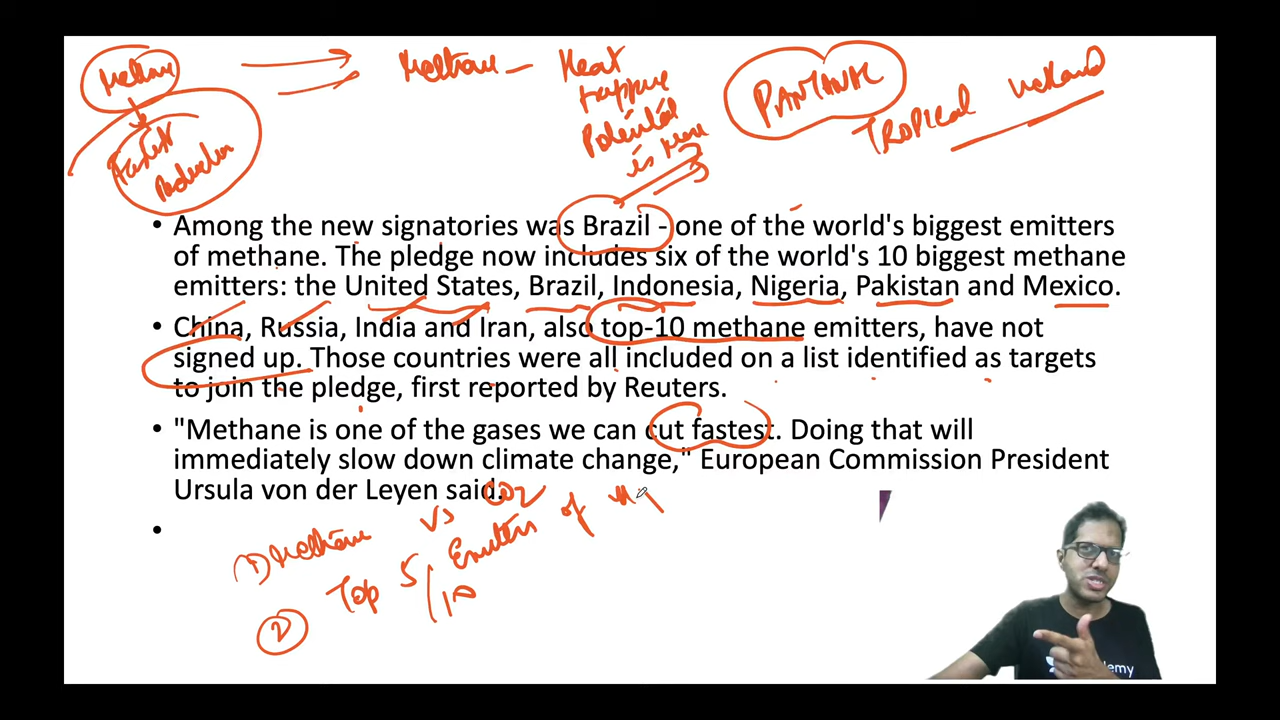 Methane
Fastest
Reduction
Methane — Heat
trapping
Potential
is more
PANTANAL
TROPICAL wetland
• Among the new signatories was Brazil - one of the world's biggest emitters
of methane. The pledge now includes six of the world's 10 biggest methane
emitters: the United States, Brazil, Indonesia, Nigeria, Pakistan and Mexico.
• China, Russia, India and Iran, also top-10 methane emitters, have not
signed up. Those countries were all included on a list identified as targets
to join the pledge, first reported by Reuters.
• "Methane is one of the gases we can cut fastest. Doing that will
immediately slow down climate change," European Commission President
Ursula von der Leyen said.
•
1) Methane vs CO2
2) Top 5/10 Emitters of